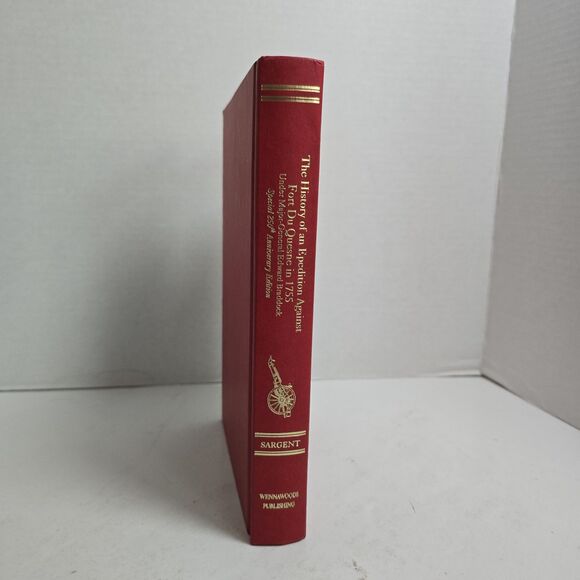 The History of an Epedition Against
Fort Du Quesne in 1755
Under Major-General Edward Braddock
Special 250th Anniversary Edition
SARGENT
WENNAWOODS
PUBLISHING